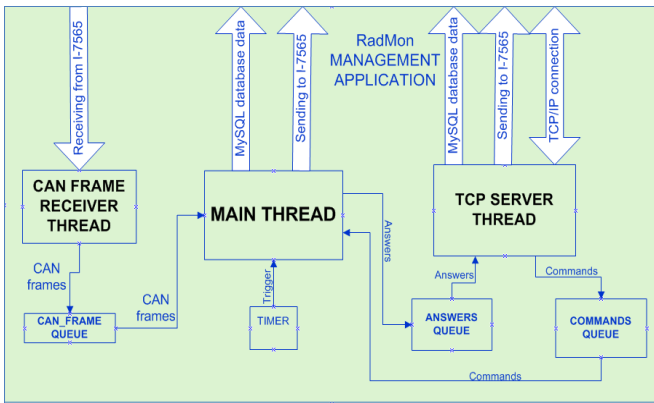 Receiving from I-7565
MySQL database data
Sending to I-7565
RadMon
MANAGEMENT
APPLICATION
MySQL database data
Sending to I-7565
TCP/IP connection
CAN FRAME
RECEIVER
THREAD
MAIN THREAD
TCP SERVER
THREAD
CAN
frames
CAN
frames
Trigger
Answers
Answers
Commands
CAN_FRAME
QUEUE
TIMER
ANSWERS
QUEUE
COMMANDS
QUEUE
Commands